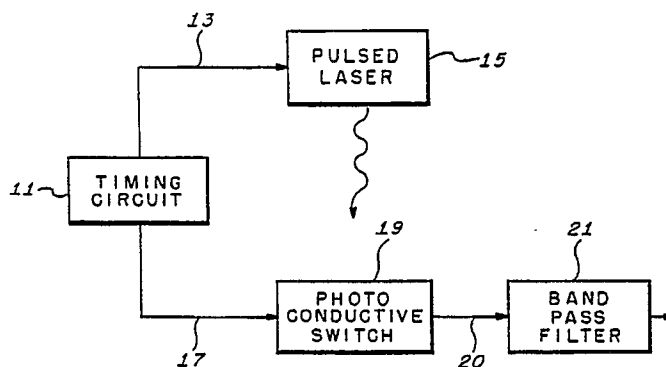 13
PULSED
LASER
15
11
TIMING
CIRCUIT
19
21
PHOTO
CONDUCTIVE
SWITCH
BAND
PASS
FILTER
17
20